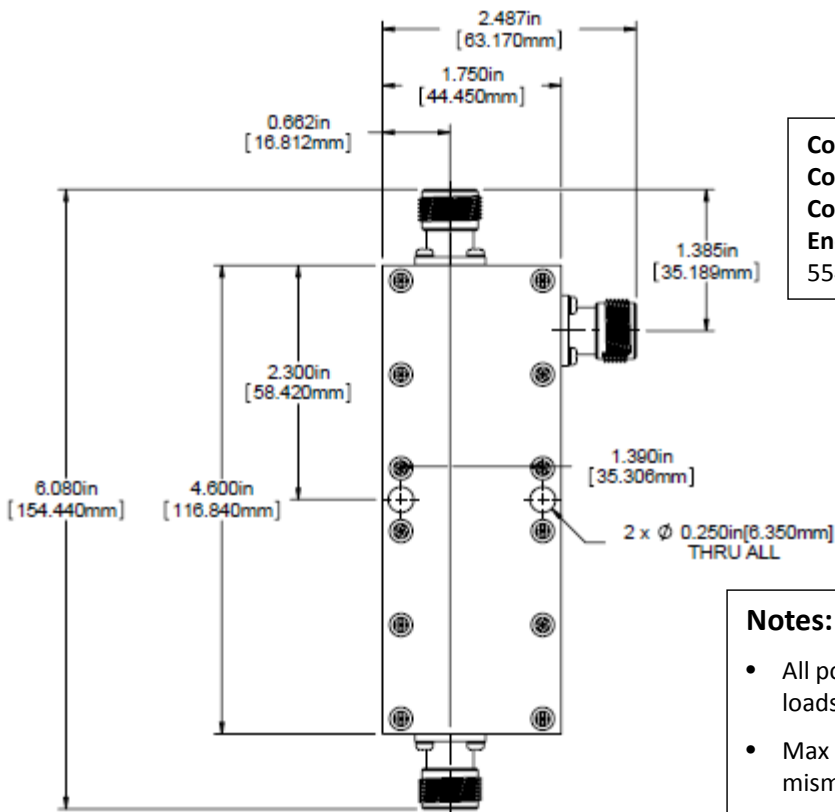 2.487in
[63.170mm]
1.750in
[44.450mm]
0.662in
[16.812mm]
1.385in
[35.189mm]
2.300in
[58.420mm]
1.390in
[35.306mm]
6.080in
[154.440mm]
4.600in
[116.840mm]
2 x Ø 0.250in[6.350mm]
THRU ALL
Co
Co
Co
En
55
Notes:
• All po
loads
• Max
mism